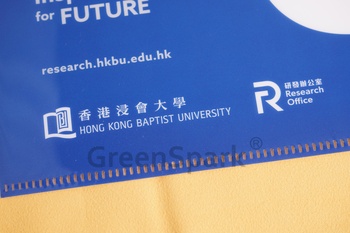 for FUTURE
research.hkbu.edu.hk
香港浸會大學
HONG KONG BAPTIST UNIVERSITY
研發辦公室
Research
Office
GreenSpark®